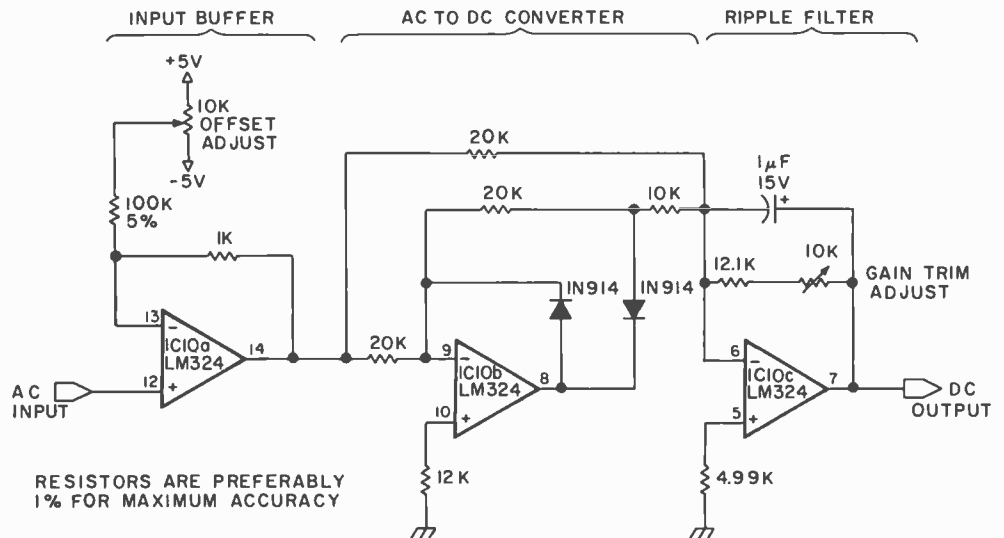 INPUT BUFFER
AC TO DC CONVERTER
RIPPLE FILTER
+5V
10K
OFFSET
ADJUST
-5V
100K
5%
1K
20K
20K
10K
1µF
15V
+
12.1K
10K
GAIN TRIM
ADJUST
1N914
1N914
13
-
IC10a
LM324
14
12
+
AC
INPUT
20K
9
-
IC10b
LM324
8
10
+
12K
6
-
IC10c
LM324
7
5
+
4.99K
DC
OUTPUT
RESISTORS ARE PREFERABLY
1% FOR MAXIMUM ACCURACY